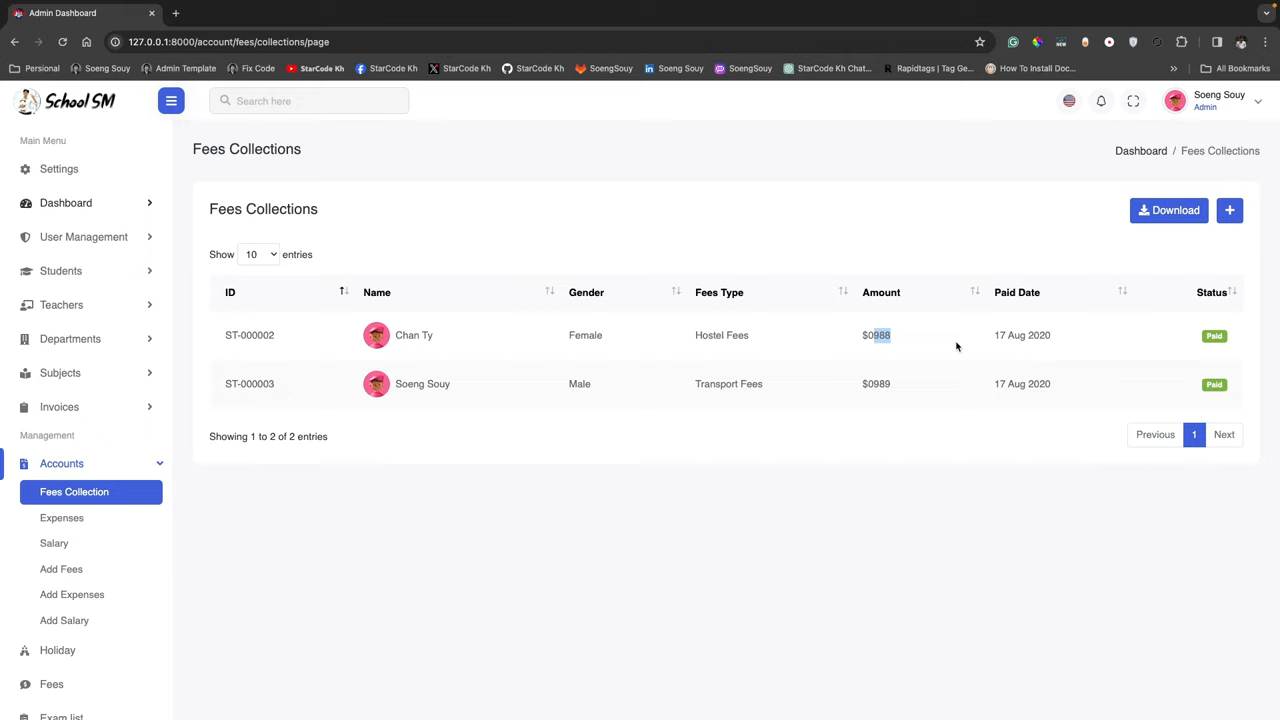 Admin Dashboard
127.0.0.1:8000/account/fees/collections/page
Personal Soeng Souy Admin Template Fix Code StarCode Kh StarCode Kh StarCode Kh StarCode Kh SoengSouy Soeng Souy SoengSouy StarCode Kh Chat... Rapidtags | Tag Ge... How To Install Doc... » All Bookmarks
School SM
Search here
Soeng Souy
Admin
Main Menu
Settings
Dashboard
User Management
Students
Teachers
Departments
Subjects
Invoices
Management
Accounts
Fees Collection
Expenses
Salary
Add Fees
Add Expenses
Add Salary
Holiday
Fees
Exam list
Fees Collections
Dashboard / Fees Collections
Fees Collections
Download +
Show 10 entries
ID Name Gender Fees Type Amount Paid Date Status
ST-000002 Chan Ty Female Hostel Fees $0988 17 Aug 2020 Paid
ST-000003 Soeng Souy Male Transport Fees $0989 17 Aug 2020 Paid
Showing 1 to 2 of 2 entries
Previous 1 Next